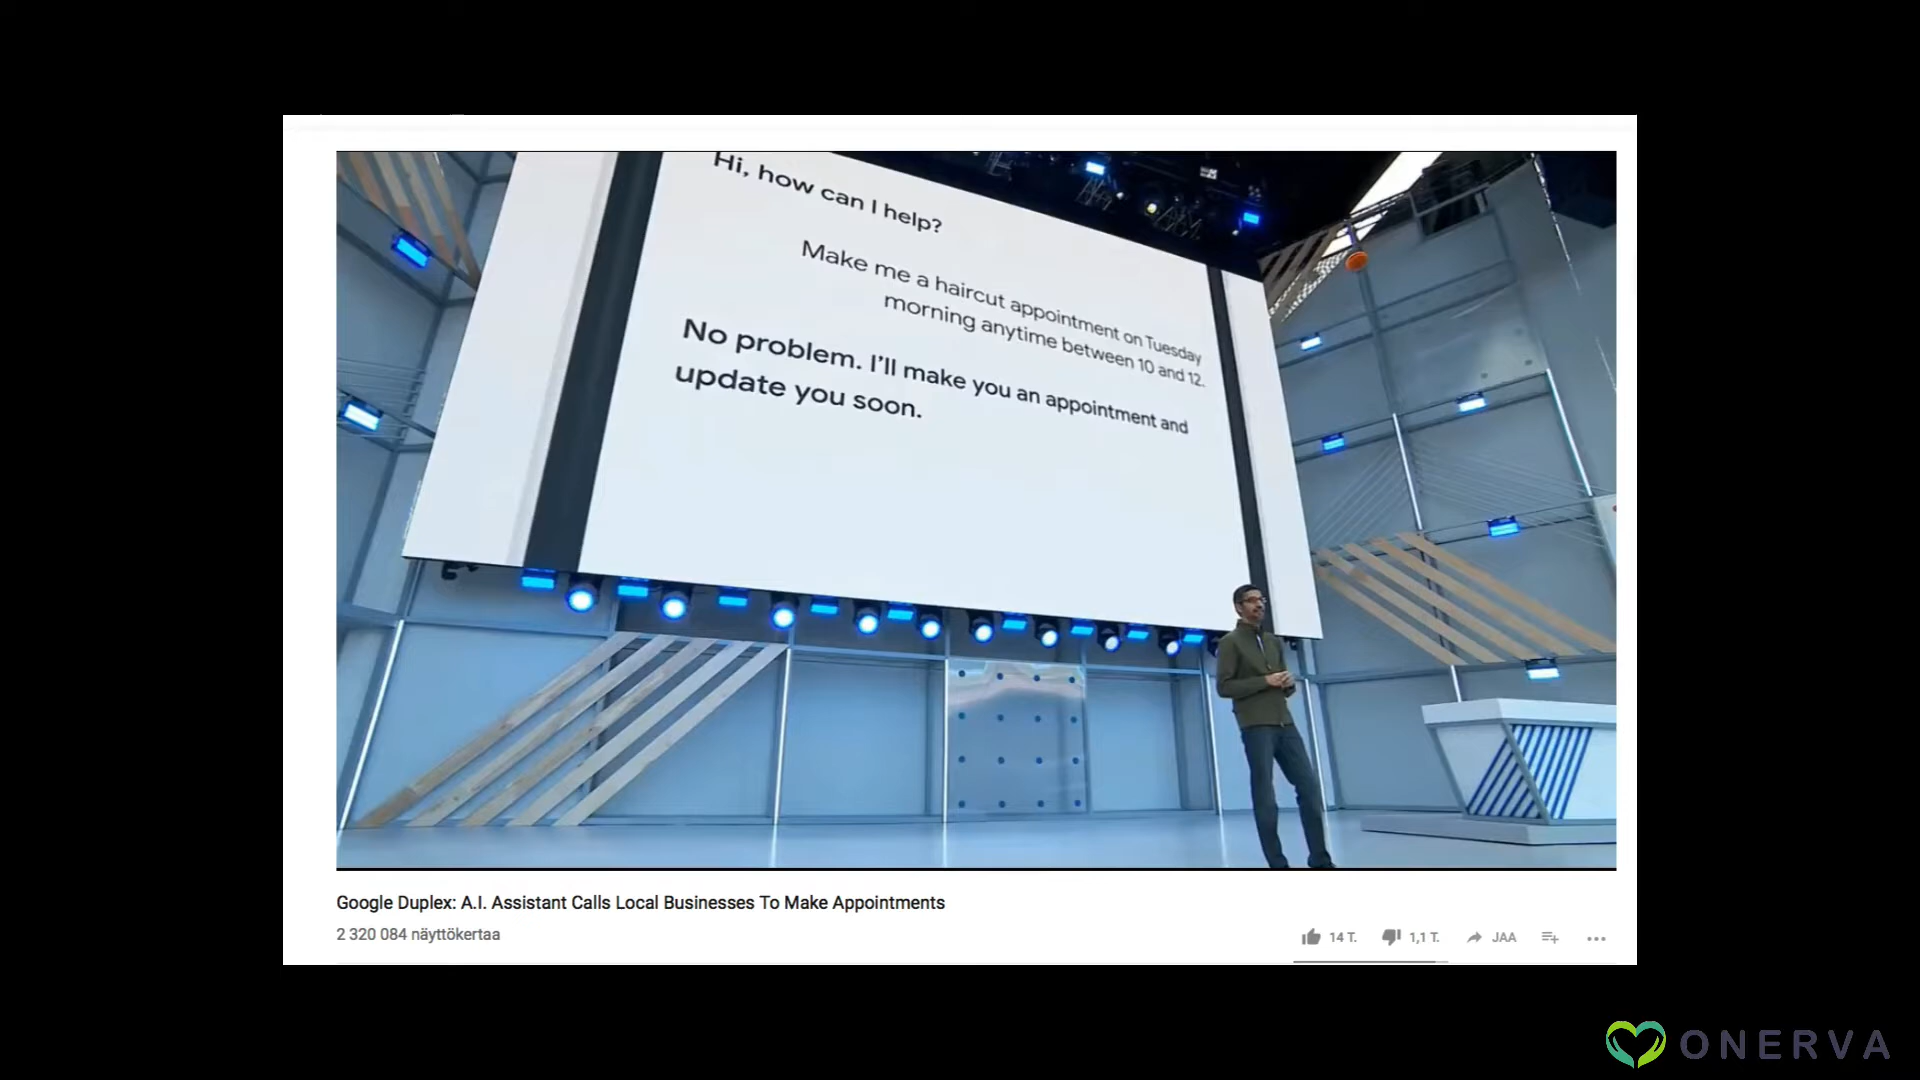 Hi, how can I help?
Make me a haircut appointment on Tuesday
morning anytime between 10 and 12.
No problem. I'll make you an appointment and
update you soon.
Google Duplex: A.I. Assistant Calls Local Businesses To Make Appointments
2 320 084 näyttökertaa
14 T.
1,1 T.
JAA
ONERVA